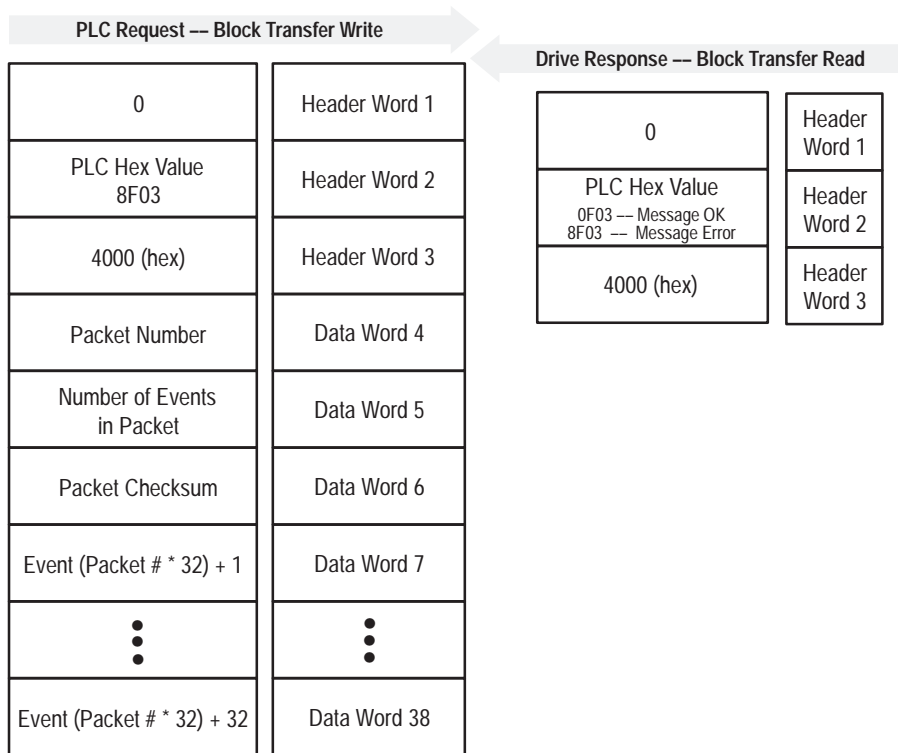 PLC Request –– Block Transfer Write
Drive Response –– Block Transfer Read
0
Header Word 1
PLC Hex Value
8F03
Header Word 2
4000 (hex)
Header Word 3
Packet Number
Data Word 4
Number of Events
in Packet
Data Word 5
Packet Checksum
Data Word 6
Event (Packet # * 32) + 1
Data Word 7
Event (Packet # * 32) + 32
Data Word 38
0
Header
Word 1
PLC Hex Value
0F03 –– Message OK
8F03 –– Message Error
Header
Word 2
4000 (hex)
Header
Word 3